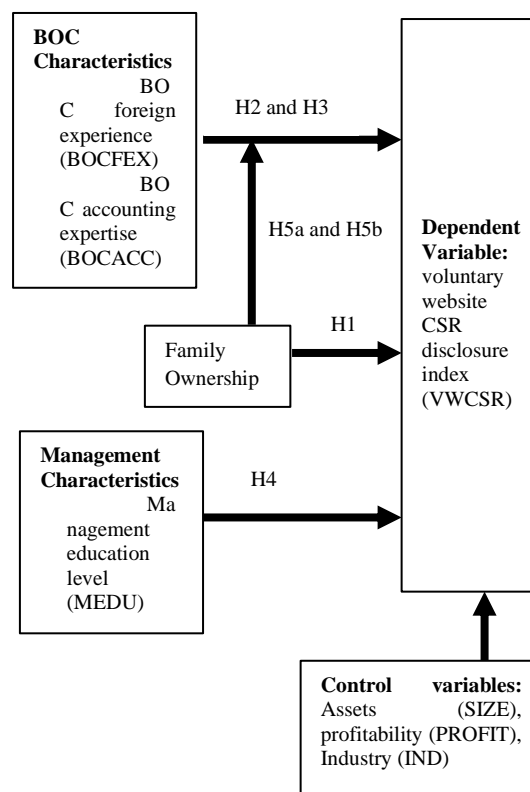 BOC
Characteristics
BO
C foreign
experience
(BOCFEX)
BO
C accounting
expertise
(BOCACC)
H2 and H3
H5a and H5b
Dependent
Variable:
voluntary
website
CSR
disclosure
index
(VWCSR)
H1
Family
Ownership
Management
Characteristics
Ma
nagement
education
level
(MEDU)
H4
Control variables:
Assets (SIZE),
profitability (PROFIT),
Industry (IND)